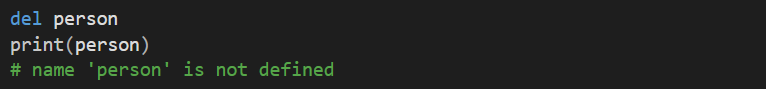 del person
print(person)
# name 'person' is not defined